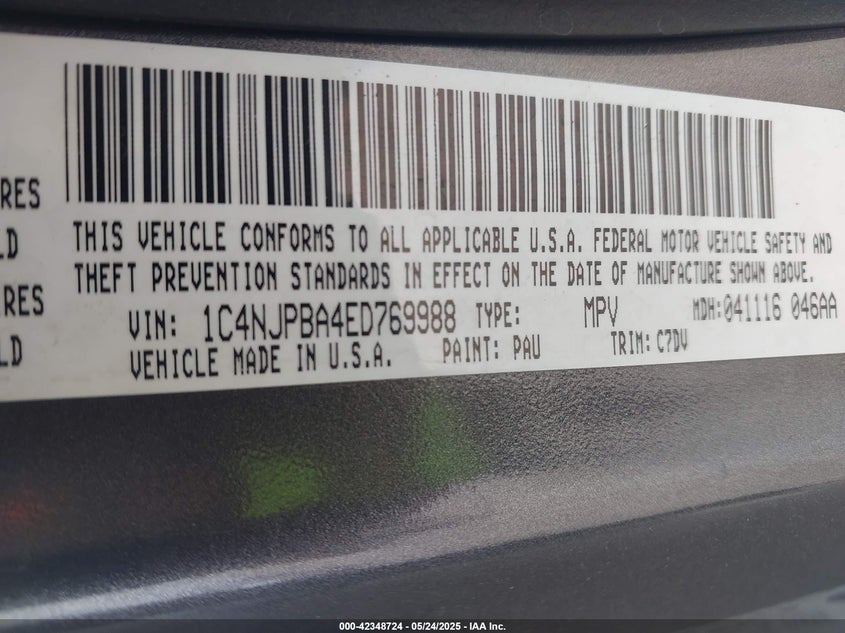 RES
LD
RES
LD
THIS VEHICLE CONFORMS TO ALL APPLICABLE U.S.A. FEDERAL MOTOR VEHICLE SAFETY AND
THEFT PREVENTION STANDARDS IN EFFECT ON THE DATE OF MANUFACTURE SHOWN ABOVE.
VIN: 1C4NJPBA4ED769988 TYPE: MPV MDH: 041116 046AA
VEHICLE MADE IN U.S.A. PAINT: PAU TRIM: C7DV
000-42348724 — 05/24/2025 — IAA Inc.